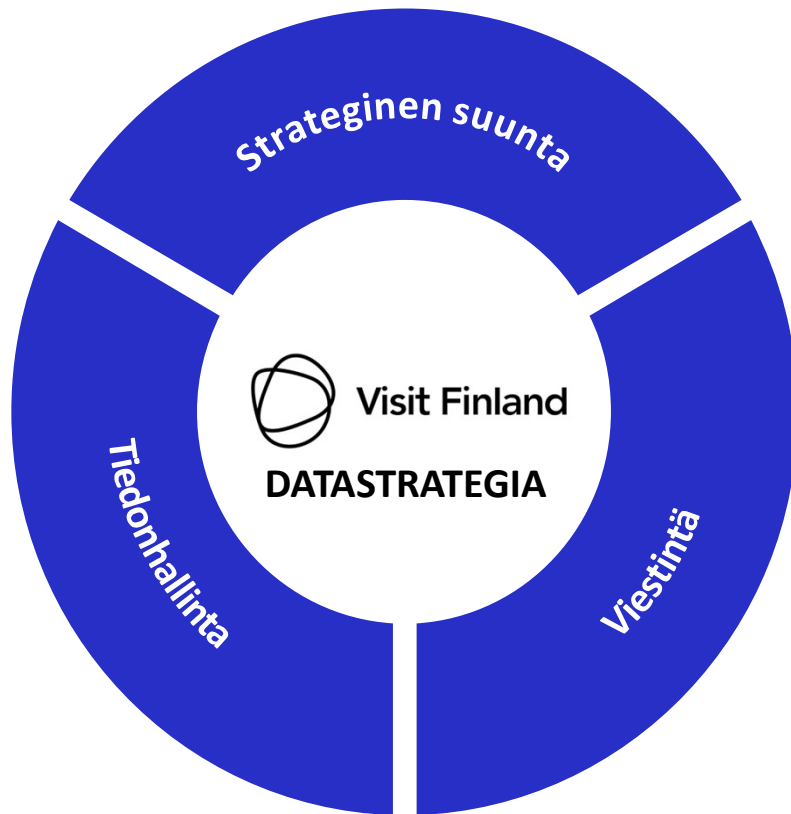 Strateginen suunta
Visit Finland
DATASTRATEGIA
Tiedonhallinta
Viestintä